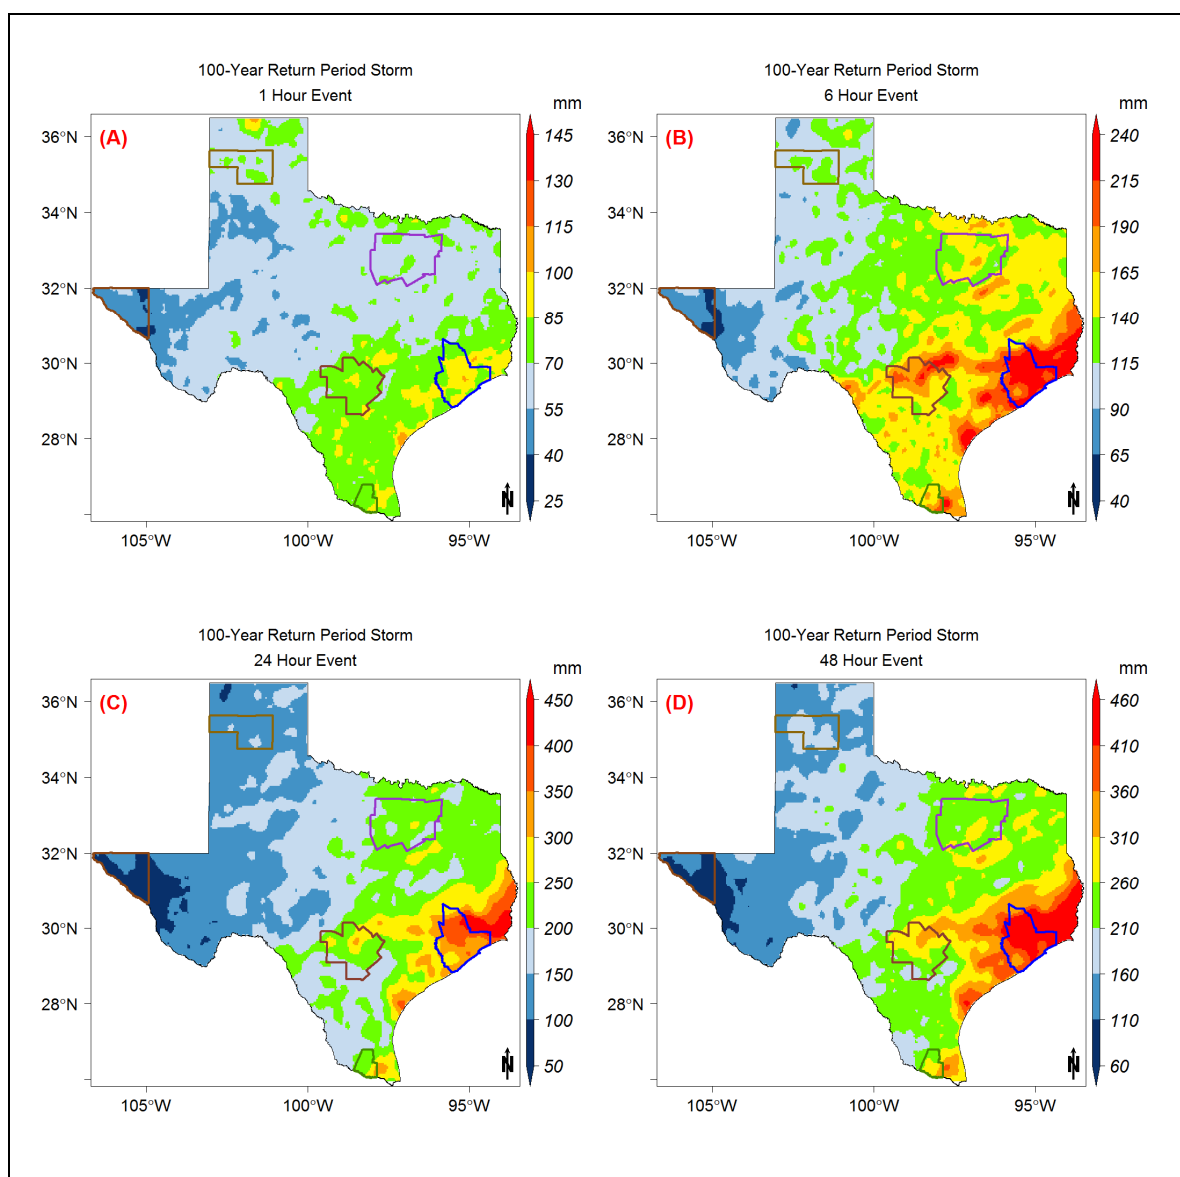 100-Year Return Period Storm
1 Hour Event
mm
(A)
36°N
34°N
32°N
30°N
28°N
105°W
100°W
95°W
145
130
115
100
85
70
55
40
25
N
100-Year Return Period Storm
6 Hour Event
mm
(B)
36°N
34°N
32°N
30°N
28°N
105°W
100°W
95°W
240
215
190
165
140
115
90
65
40
N
100-Year Return Period Storm
24 Hour Event
mm
(C)
36°N
34°N
32°N
30°N
28°N
105°W
100°W
95°W
450
400
350
300
250
200
150
100
50
N
100-Year Return Period Storm
48 Hour Event
mm
(D)
36°N
34°N
32°N
30°N
28°N
105°W
100°W
95°W
460
410
360
310
260
210
160
110
60
N